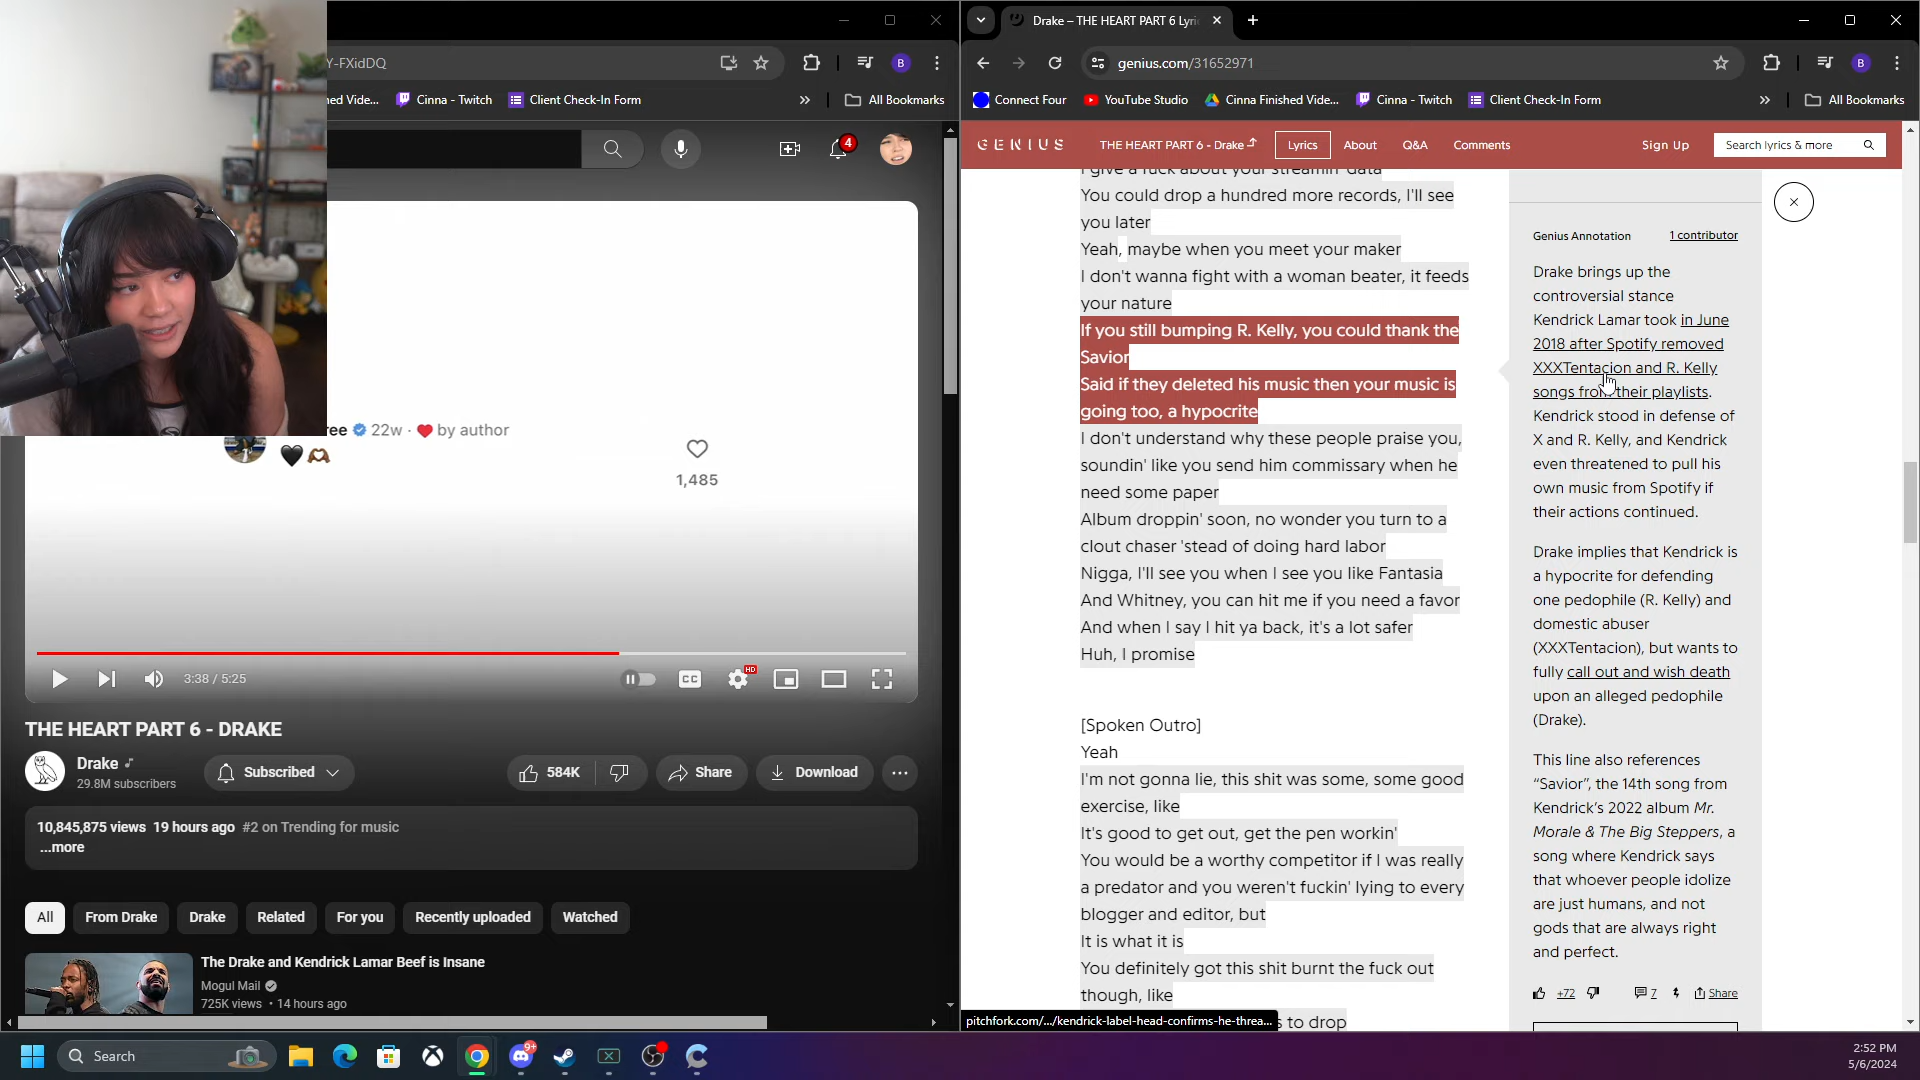 Y-FXidDQ
B
ned Vide...
Cinna - Twitch
Client Check-In Form
»
All Bookmarks
4
ree 22w · ❤ by author
🖤 🫶🏾
1,485
3:38 / 5:25
CC
HD
THE HEART PART 6 - DRAKE
Drake ♪
29.8M subscribers
Subscribed
584K
Share
Download
10,845,875 views 19 hours ago #2 on Trending for music
...more
All
From Drake
Drake
Related
For you
Recently uploaded
Watched
The Drake and Kendrick Lamar Beef is Insane
Mogul Mail
725K views • 14 hours ago
Drake – THE HEART PART 6 Lyri
genius.com/31652971
B
Connect Four
YouTube Studio
Cinna Finished Vide...
Cinna - Twitch
Client Check-In Form
»
All Bookmarks
GENIUS
THE HEART PART 6 - Drake
Lyrics
About
Q&A
Comments
Sign Up
Search lyrics & more
I give a fuck about your streamin' data
You could drop a hundred more records, I'll see
you later
Yeah, maybe when you meet your maker
I don't wanna fight with a woman beater, it feeds
your nature
If you still bumping R. Kelly, you could thank the
Savior
Said if they deleted his music then your music is
going too, a hypocrite
I don't understand why these people praise you,
soundin' like you send him commissary when he
need some paper
Album droppin' soon, no wonder you turn to a
clout chaser 'stead of doing hard labor
Nigga, I'll see you when I see you like Fantasia
And Whitney, you can hit me if you need a favor
And when I say I hit ya back, it's a lot safer
Huh, I promise
[Spoken Outro]
Yeah
I'm not gonna lie, this shit was some, some good
exercise, like
It's good to get out, get the pen workin'
You would be a worthy competitor if I was really
a predator and you weren't fuckin' lying to every
blogger and editor, but
It is what it is
You definitely got this shit burnt the fuck out
though, like
s to drop
pitchfork.com/.../kendrick-label-head-confirms-he-threa...
Genius Annotation
1 contributor
Drake brings up the
controversial stance
Kendrick Lamar took in June
2018 after Spotify removed
XXXTentacion and R. Kelly
songs from their playlists.
Kendrick stood in defense of
X and R. Kelly, and Kendrick
even threatened to pull his
own music from Spotify if
their actions continued.
Drake implies that Kendrick is
a hypocrite for defending
one pedophile (R. Kelly) and
domestic abuser
(XXXTentacion), but wants to
fully call out and wish death
upon an alleged pedophile
(Drake).
This line also references
“Savior”, the 14th song from
Kendrick's 2022 album Mr.
Morale & The Big Steppers, a
song where Kendrick says
that whoever people idolize
are just humans, and not
gods that are always right
and perfect.
+72
7
Share
Search
9+
2:52 PM
5/6/2024